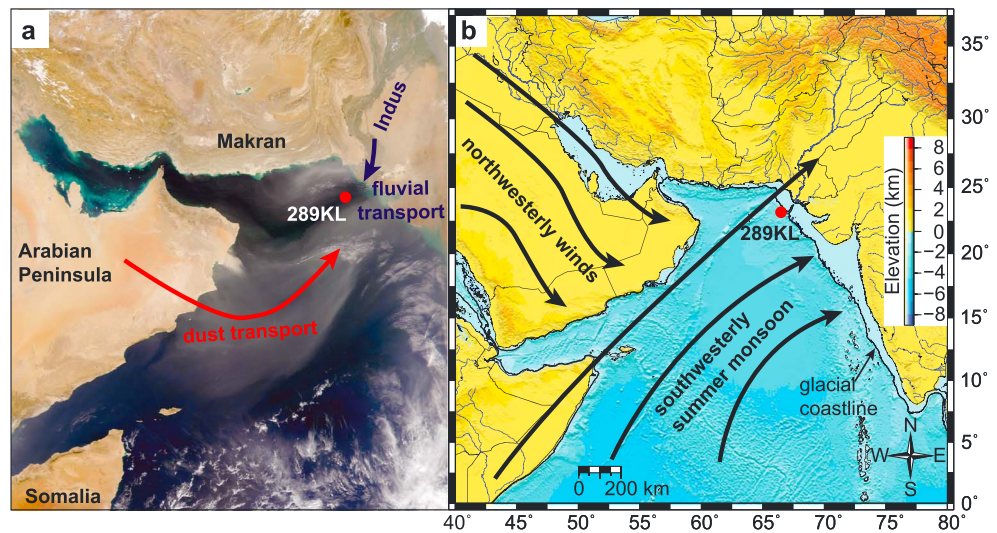 a
Makran
Indus
fluvial
transport
289KL
Arabian
Peninsula
dust transport
Somalia
b
northwesterly winds
289KL
southwesterly
summer monsoon
glacial
coastline
N
W
E
S
0
200 km
Elevation (km)
8
6
4
2
0
−2
−4
−6
−8
35°
30°
25°
20°
15°
10°
5°
0°
40°
45°
50°
55°
60°
65°
70°
75°
80°